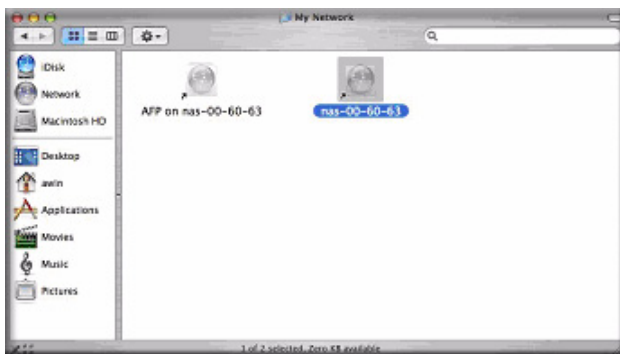 My Network
iDisk
Network
Macintosh HD
Desktop
awin
Applications
Movies
Music
Pictures
AFP on nas-00-60-63
nas-00-60-63
1 of 2 selected, Zero KB available